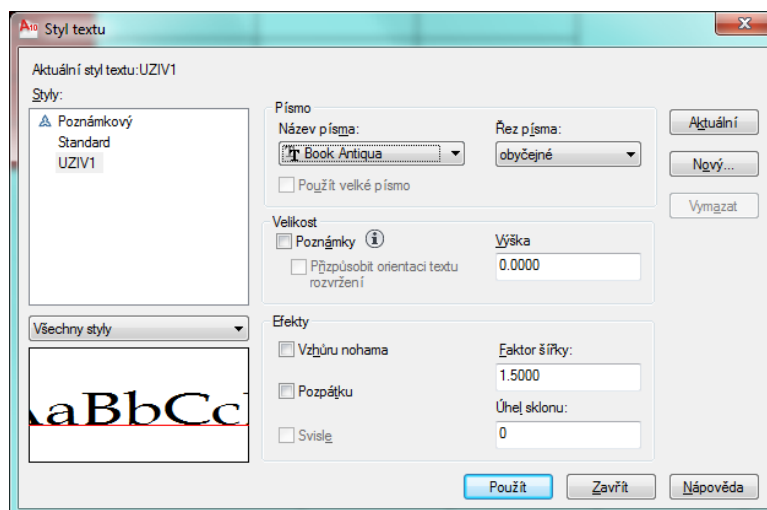 A10 Styl textu
Aktuální styl textu:UZIV1
Styly:
Poznámkový
Standard
UZIV1
Všechny styly
AaBbCc
Písmo
Název písma:
Řez písma:
Book Antiqua
obyčejné
Použít velké písmo
Velikost
Poznámky
Výška
Přizpůsobit orientaci textu
rozvržení
0.0000
Efekty
Vzhůru nohama
Faktor šířky:
1.5000
Pozpátku
Úhel sklonu:
Svisle
0
Aktuální
Nový...
Vymazat
Použít
Zavřít
Nápověda